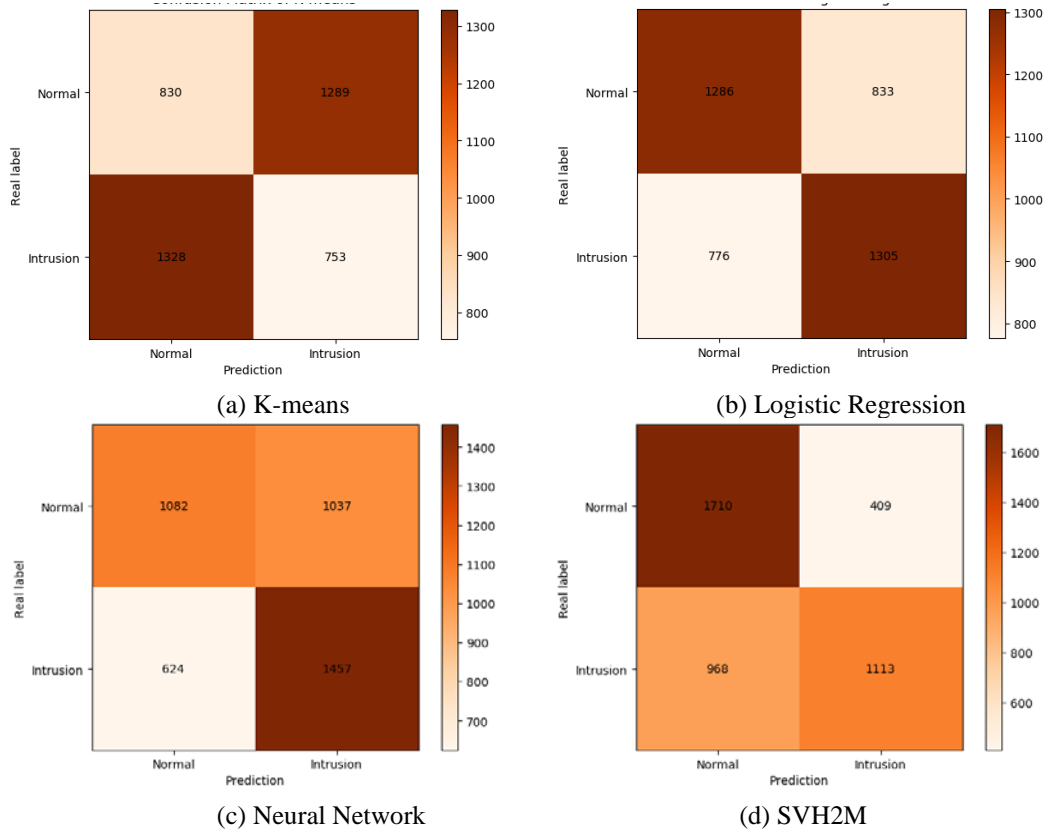 1300
1200
Normal
830
1289
1100
1000
Real label
Intrusion
1328
753
900
800
Normal
Intrusion
Prediction
(a) K-means
1300
1200
Normal
1286
833
1100
Real label
1000
Intrusion
776
1305
900
800
Normal
Intrusion
Prediction
(b) Logistic Regression
1400
1300
Normal
1082
1037
1200
1100
Real label
1000
900
Intrusion
624
1457
800
700
Normal
Intrusion
Prediction
(c) Neural Network
1600
1400
Normal
1710
409
1200
Real label
1000
Intrusion
968
1113
800
600
Normal
Intrusion
Prediction
(d) SVH2M